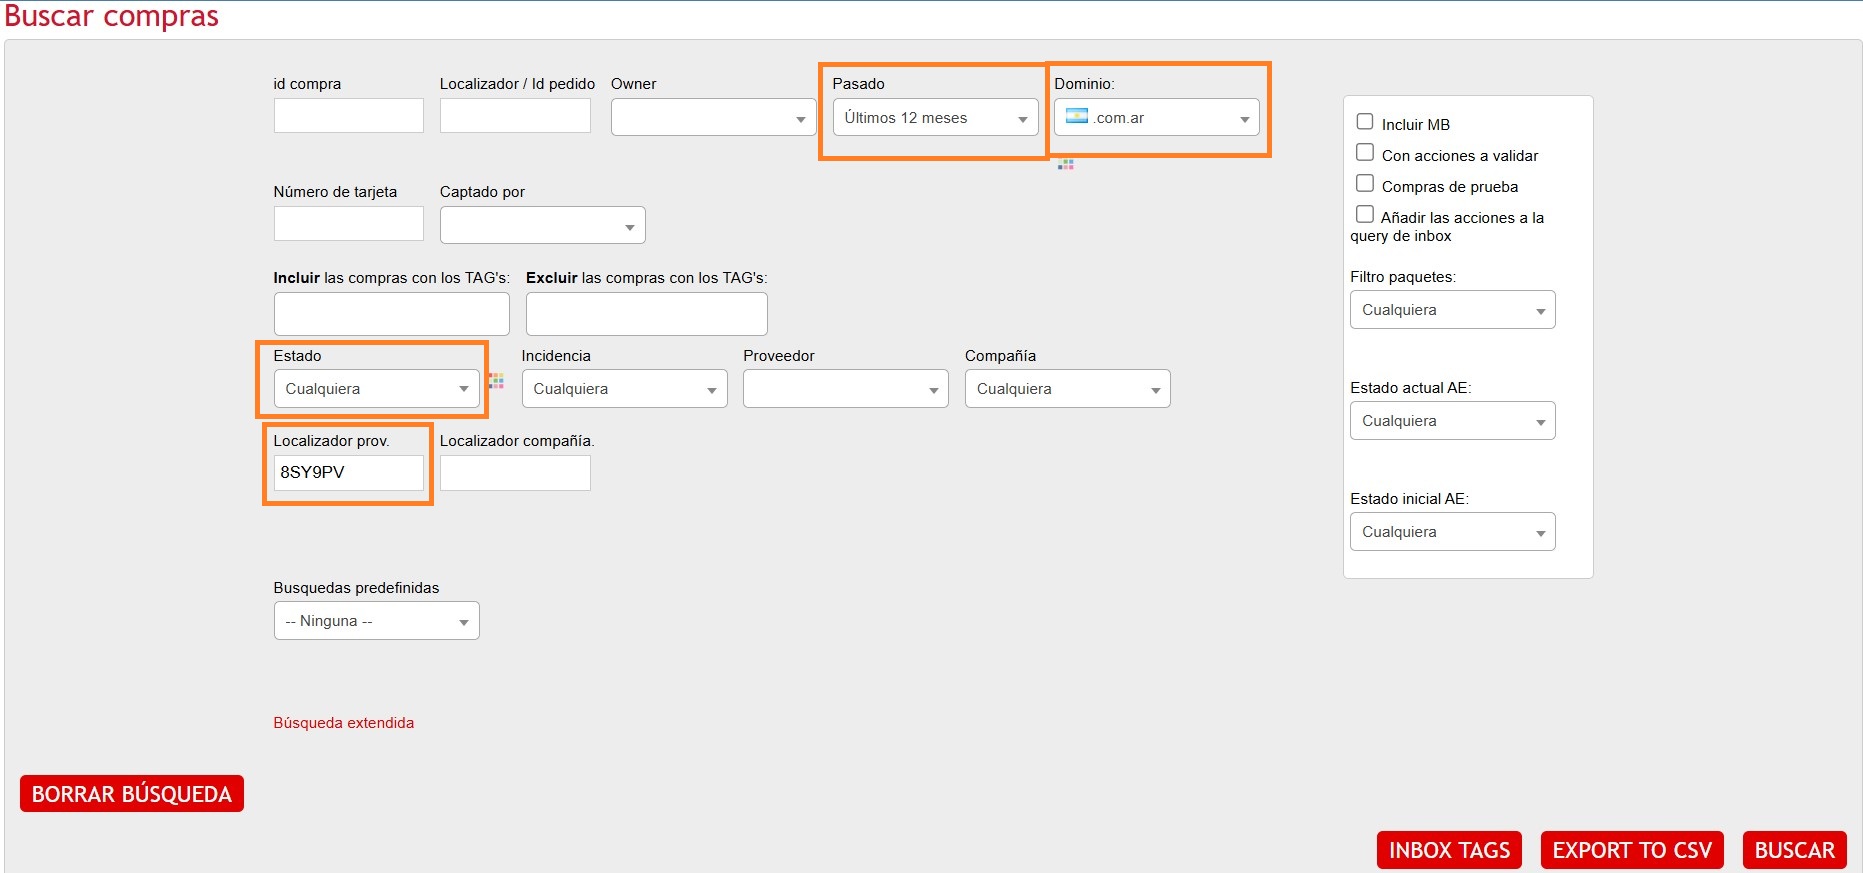 Buscar compras
id compra
Localizador / Id pedido
Owner
Pasado
Últimos 12 meses
Dominio:
.com.ar
Número de tarjeta
Captado por
Incluir las compras con los TAG's:
Excluir las compras con los TAG's:
Estado
Cualquiera
Incidencia
Cualquiera
Proveedor
Compañía
Cualquiera
Localizador prov.
8SY9PV
Localizador compañía.
Busquedas predefinidas
-- Ninguna --
Búsqueda extendida
Incluir MB
Con acciones a validar
Compras de prueba
Añadir las acciones a la
query de inbox
Filtro paquetes:
Cualquiera
Estado actual AE:
Cualquiera
Estado inicial AE:
Cualquiera
BORRAR BÚSQUEDA
INBOX TAGS
EXPORT TO CSV
BUSCAR